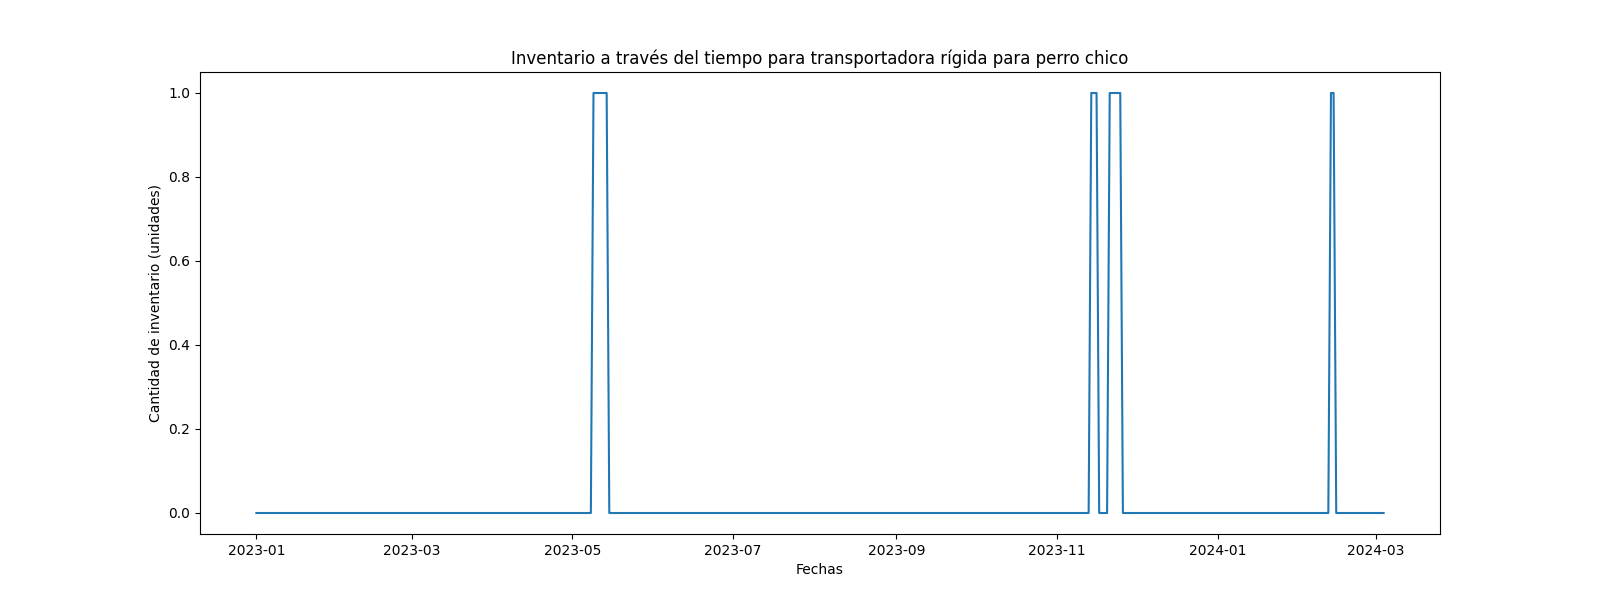 Inventario a través del tiempo para transportadora rígida para perro chico
Cantidad de inventario (unidades)
1.0
0.8
0.6
0.4
0.2
0.0
2023-01 2023-03 2023-05 2023-07 2023-09 2023-11 2024-01 2024-03
Fechas